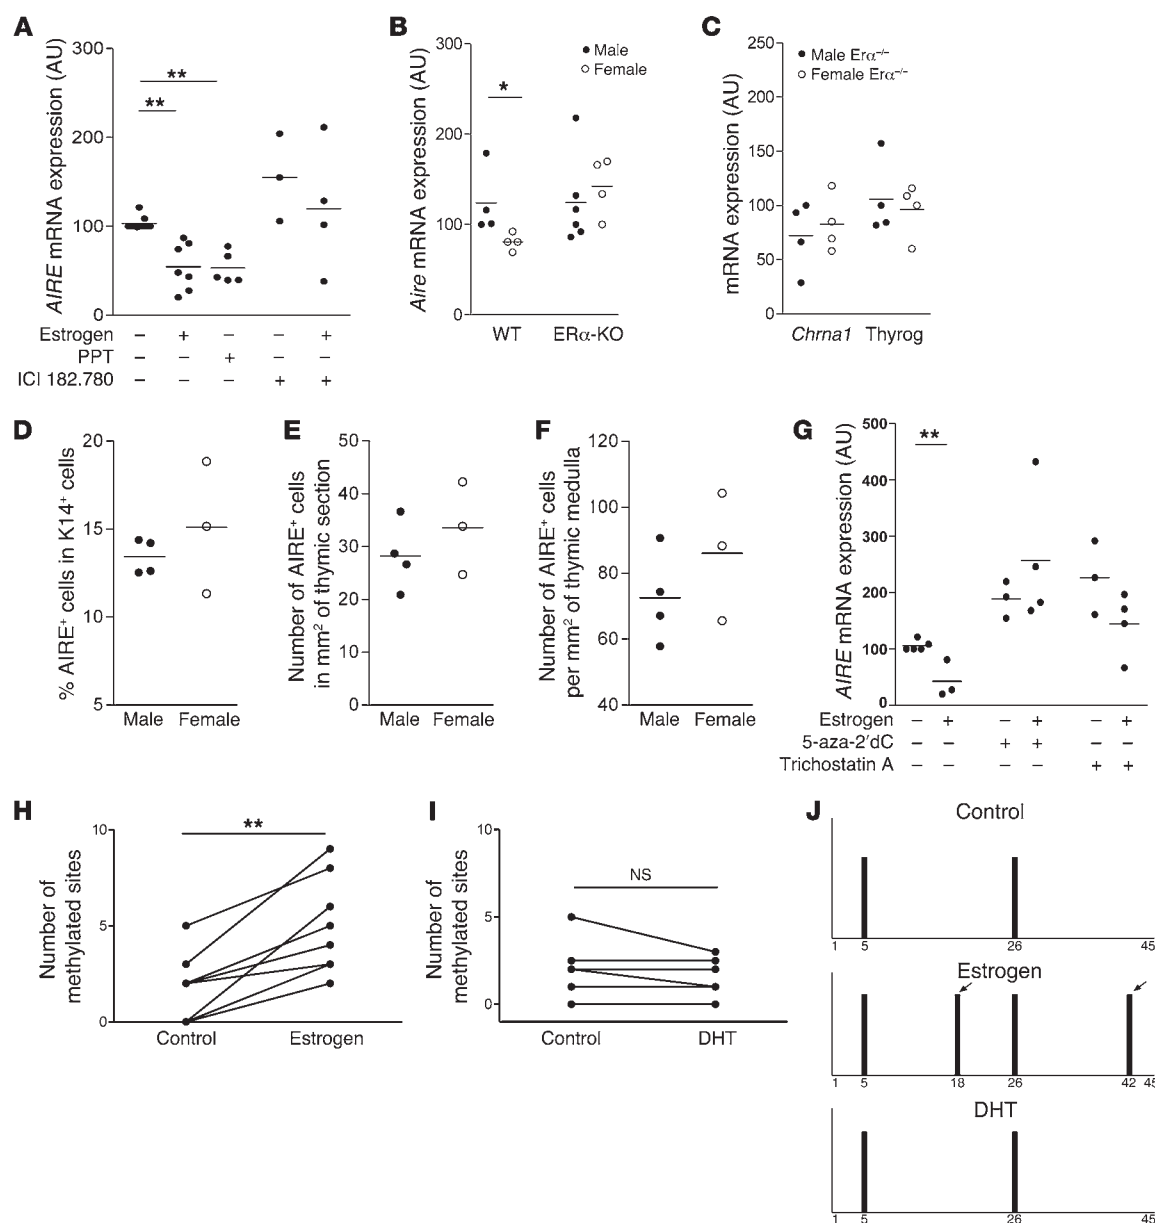 A
AIRE mRNA expression (AU)
300
200
100
0
**
**
Estrogen – + – – +
PPT – – + – –
ICI 182.780 – – – + +
B
Aire mRNA expression (AU)
300
200
100
0
Male
Female
*
WT ERα-KO
C
mRNA expression (AU)
250
200
150
100
50
0
Male Erα⁻/⁻
Female Erα⁻/⁻
Chrna1 Thyrog
D
% AIRE⁺ cells in K14⁺ cells
20
15
10
5
Male Female
E
Number of AIRE⁺ cells
in mm² of thymic section
50
40
30
20
10
0
Male Female
F
Number of AIRE⁺ cells
per mm² of thymic medulla
120
100
80
60
40
Male Female
G
AIRE mRNA expression (AU)
500
400
300
200
100
0
**
Estrogen – + – + – +
5-aza-2'dC – – + + – –
Trichostatin A – – – – + +
H
Number of
methylated sites
10
5
0
**
Control Estrogen
I
Number of
methylated sites
10
5
0
NS
Control DHT
J
Control
1 5 26 45
Estrogen
1 5 18 26 42 45
DHT
1 5 26 45